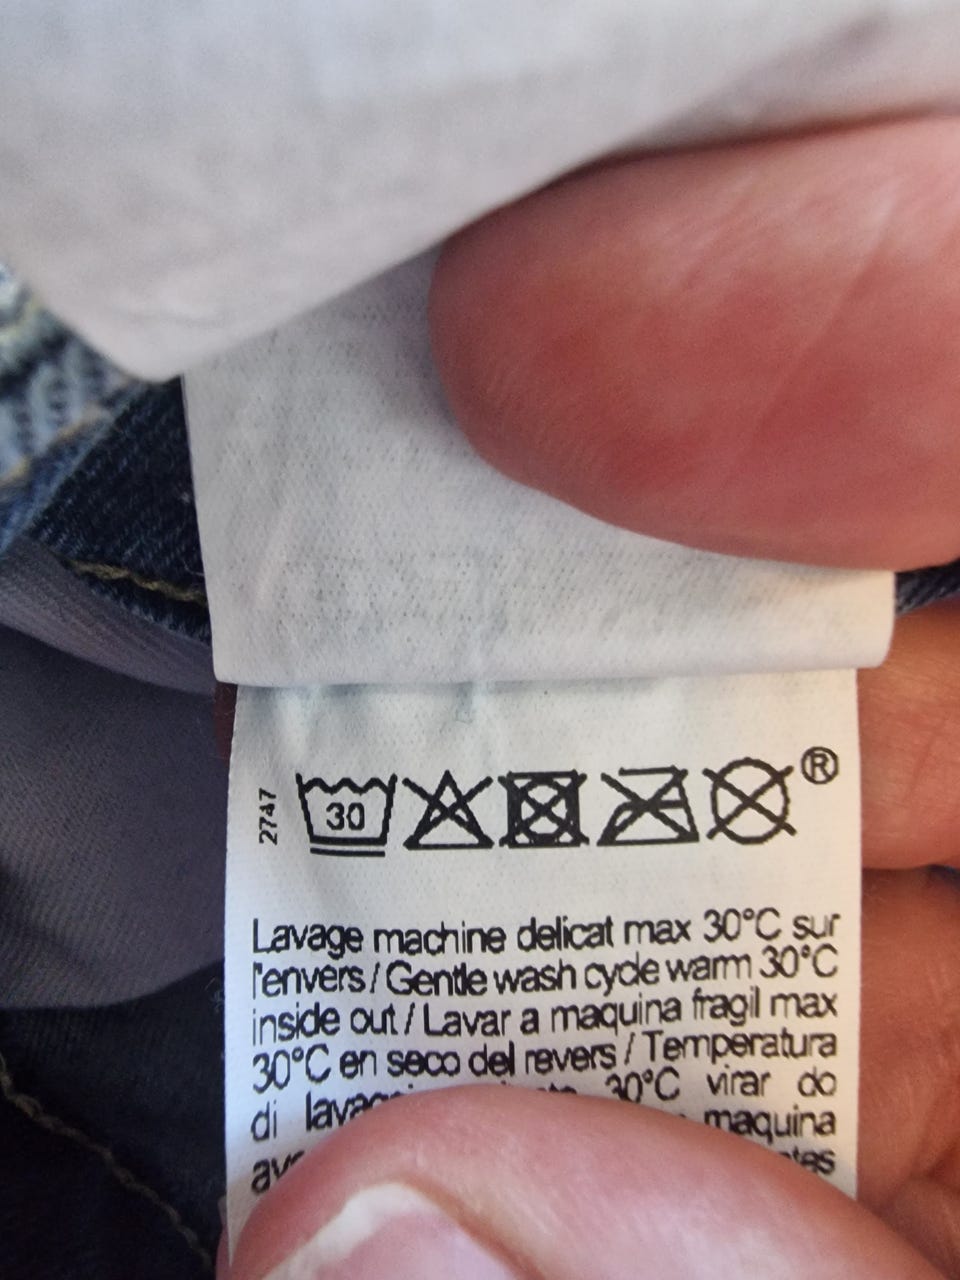 2747
30
®
Lavage machine delicat max 30°C sur
l'envers / Gentle wash cycle warm 30°C
inside out / Lavar a maquina fragil max
30°C en seco del revers / Temperatura
di 30°C virar do
maquina